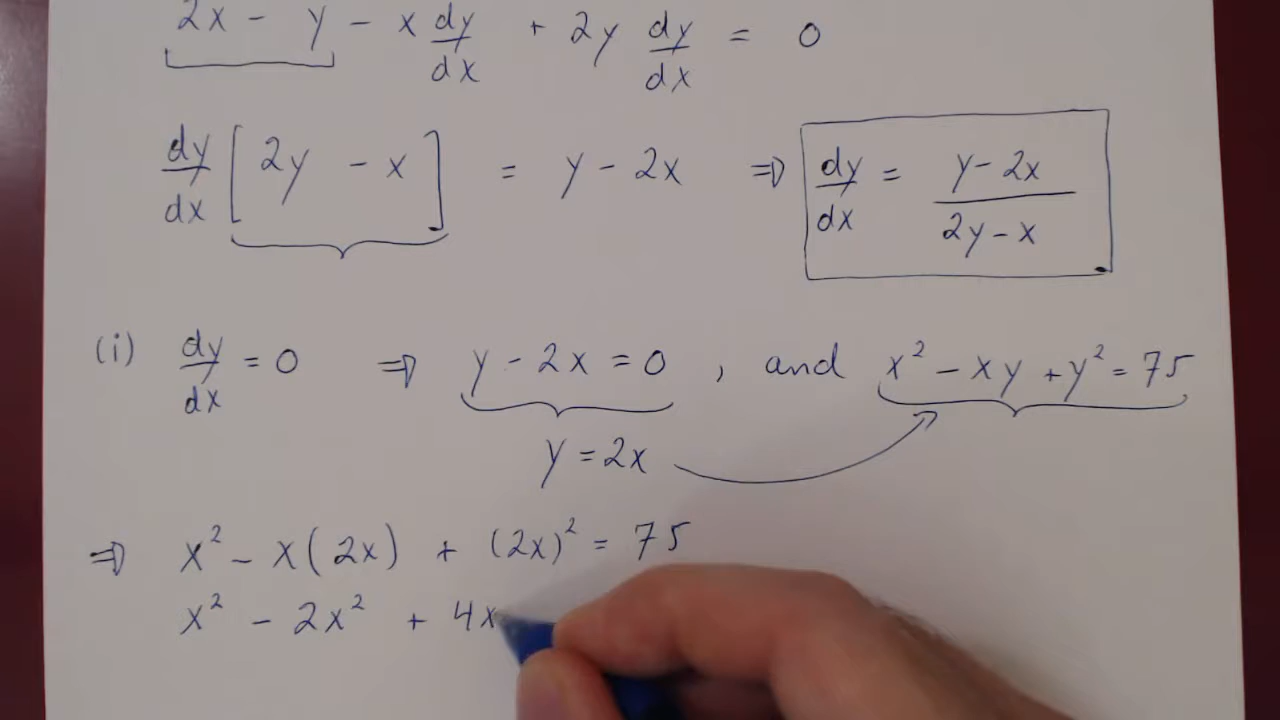 2x - y - x dy/dx + 2y dy/dx = 0
dy/dx [2y - x] = y - 2x ⇒ dy/dx = (y - 2x)/(2y - x)
(i) dy/dx = 0 ⇒ y - 2x = 0 , and x² - xy + y² = 75
y = 2x
⇒ x² - x(2x) + (2x)² = 75
x² - 2x² + 4x